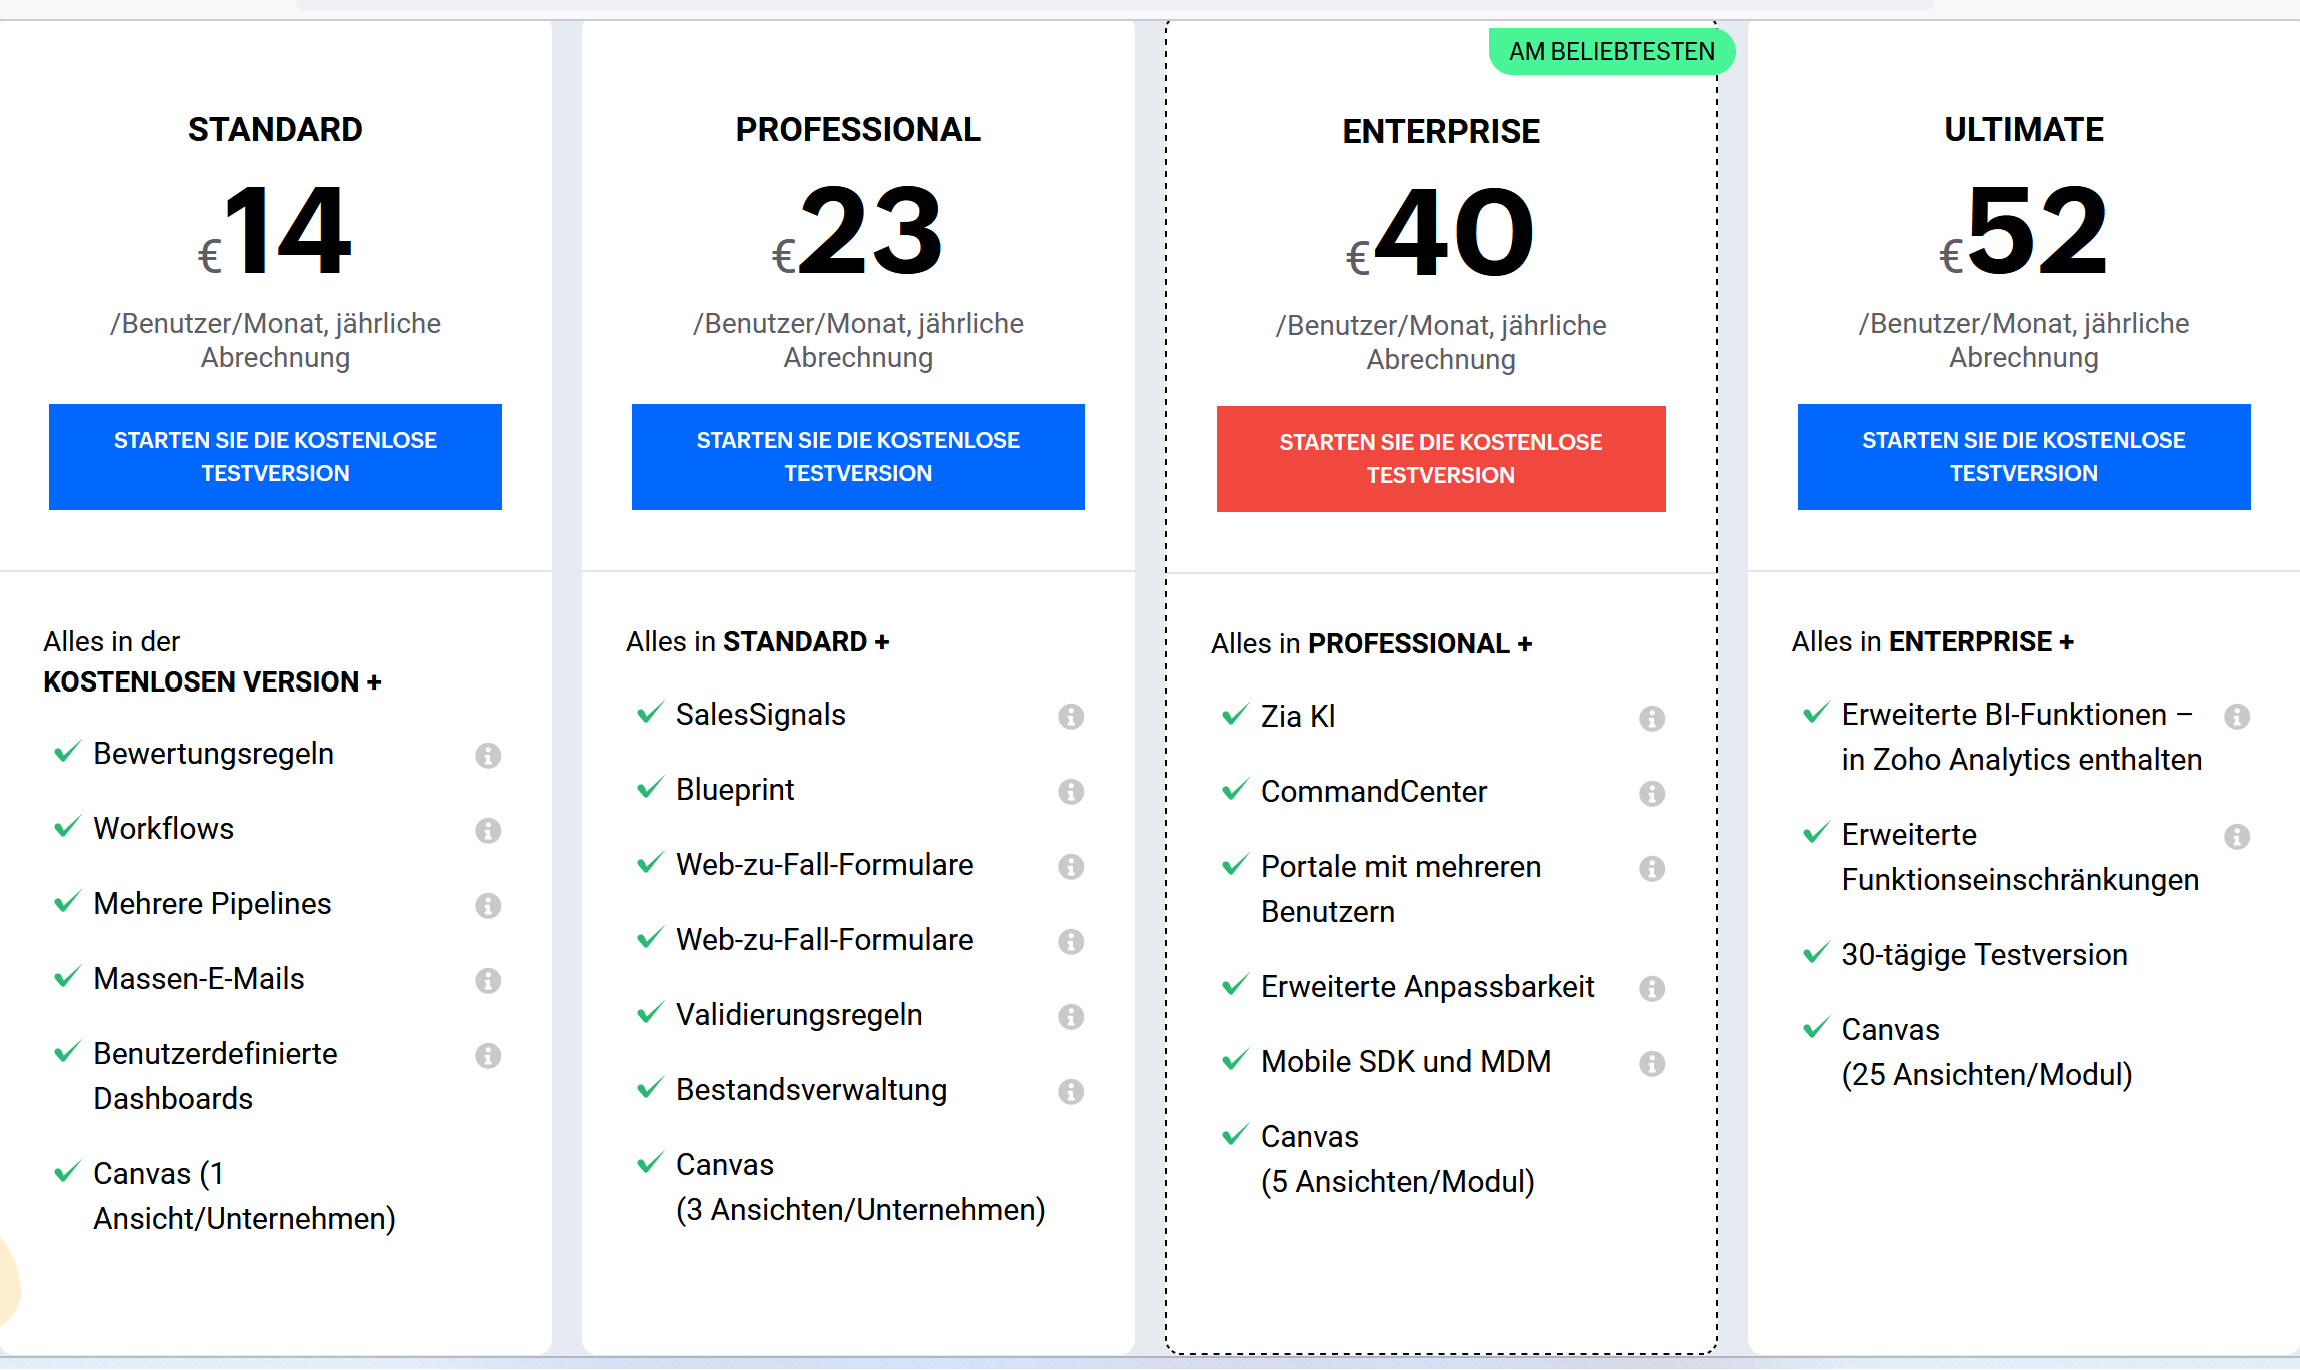 STANDARD
€14
/Benutzer/Monat, jährliche
Abrechnung
STARTEN SIE DIE KOSTENLOSE
TESTVERSION
Alles in der
KOSTENLOSEN VERSION +
Bewertungsregeln
Workflows
Mehrere Pipelines
Massen-E-Mails
Benutzerdefinierte
Dashboards
Canvas (1
Ansicht/Unternehmen)
PROFESSIONAL
€23
/Benutzer/Monat, jährliche
Abrechnung
STARTEN SIE DIE KOSTENLOSE
TESTVERSION
Alles in STANDARD +
SalesSignals
Blueprint
Web-zu-Fall-Formulare
Web-zu-Fall-Formulare
Validierungsregeln
Bestandsverwaltung
Canvas
(3 Ansichten/Unternehmen)
AM BELIEBTESTEN
ENTERPRISE
€40
/Benutzer/Monat, jährliche
Abrechnung
STARTEN SIE DIE KOSTENLOSE
TESTVERSION
Alles in PROFESSIONAL +
Zia Kl
CommandCenter
Portale mit mehreren
Benutzern
Erweiterte Anpassbarkeit
Mobile SDK und MDM
Canvas
(5 Ansichten/Modul)
ULTIMATE
€52
/Benutzer/Monat, jährliche
Abrechnung
STARTEN SIE DIE KOSTENLOSE
TESTVERSION
Alles in ENTERPRISE +
Erweiterte BI-Funktionen –
in Zoho Analytics enthalten
Erweiterte
Funktionseinschränkungen
30-tägige Testversion
Canvas
(25 Ansichten/Modul)